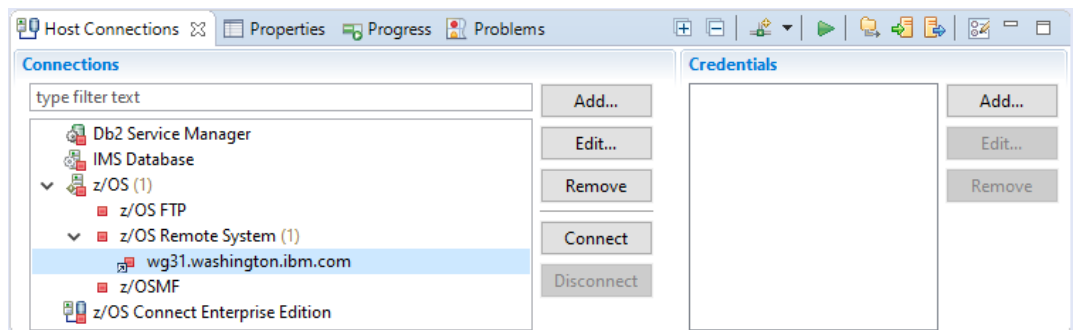 Host Connections Properties Progress Problems
Connections
type filter text
Db2 Service Manager
IMS Database
z/OS (1)
z/OS FTP
z/OS Remote System (1)
wg31.washington.ibm.com
z/OSMF
z/OS Connect Enterprise Edition
Add...
Edit...
Remove
Connect
Disconnect
Credentials
Add...
Edit...
Remove